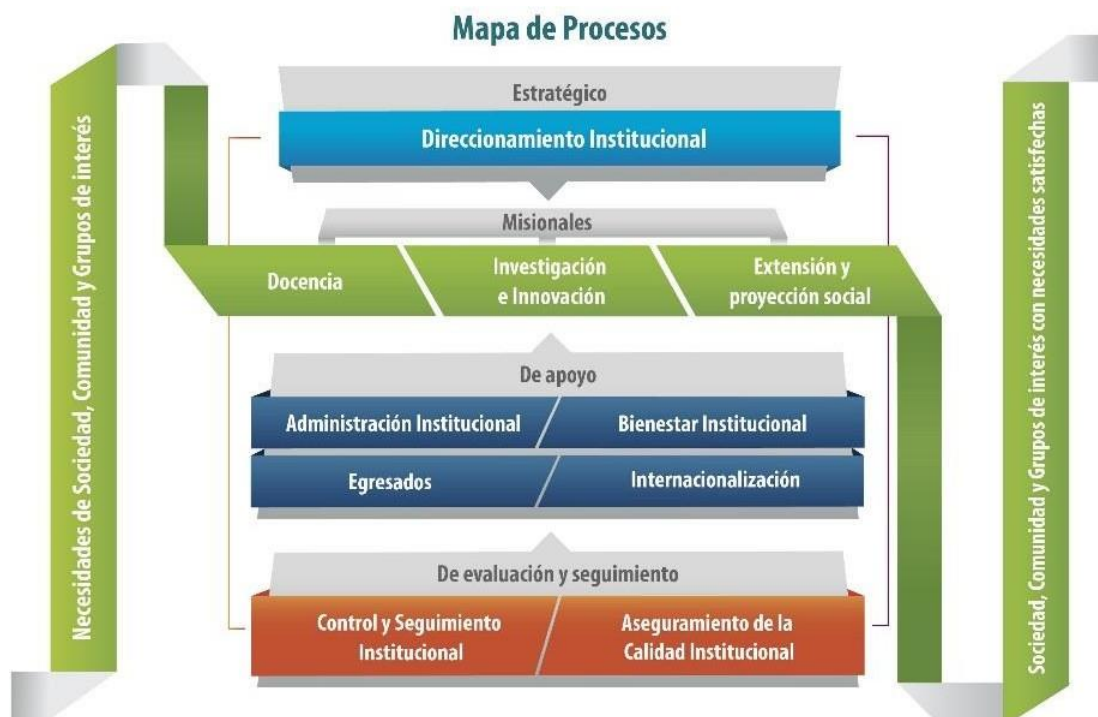 Mapa de Procesos
Necesidades de Sociedad, Comunidad y Grupos de interés
Estratégico
Direccionamiento Institucional
Misionales
Docencia
Investigación
e Innovación
Extensión y
proyección social
De apoyo
Administración Institucional
Bienestar Institucional
Egresados
Internacionalización
De evaluación y seguimiento
Control y Seguimiento
Institucional
Aseguramiento de la
Calidad Institucional
Sociedad, Comunidad y Grupos de interés con necesidades satisfechas